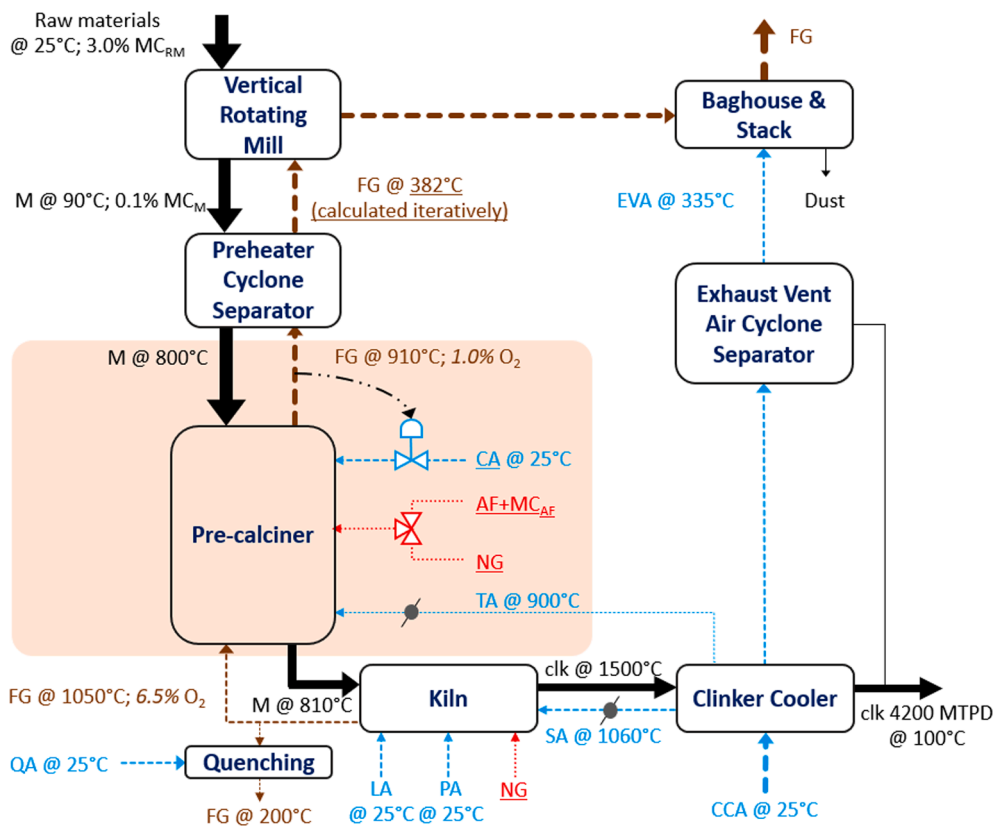 Raw materials
@ 25°C; 3.0% MCRM
Vertical
Rotating
Mill
FG
Baghouse &
Stack
Dust
M @ 90°C; 0.1% MCM
FG @ 382°C
(calculated iteratively)
EVA @ 335°C
Preheater
Cyclone
Separator
Exhaust Vent
Air Cyclone
Separator
M @ 800°C
FG @ 910°C; 1.0% O2
CA @ 25°C
AF+MCAF
Pre-calciner
NG
TA @ 900°C
FG @ 1050°C; 6.5% O2
M @ 810°C
Kiln
clk @ 1500°C
SA @ 1060°C
Clinker Cooler
clk 4200 MTPD
@ 100°C
QA @ 25°C
Quenching
FG @ 200°C
LA
@ 25°C
PA
@ 25°C
NG
CCA @ 25°C